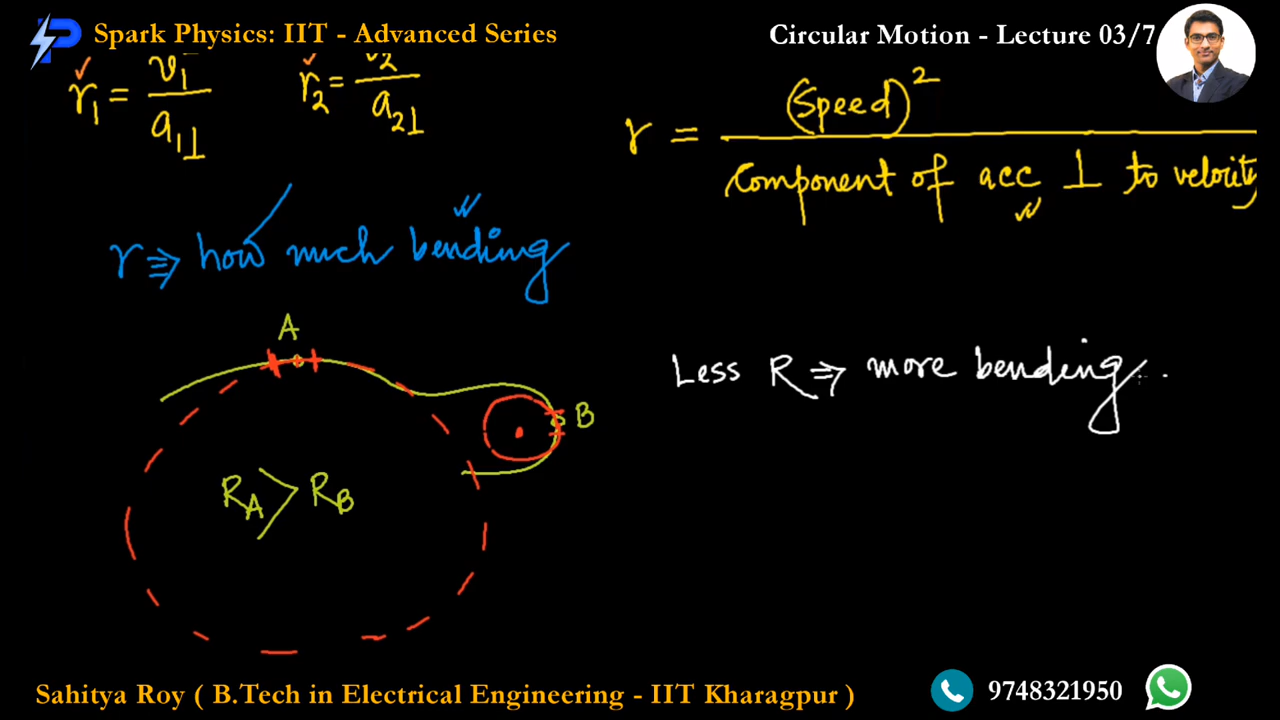 Spark Physics: IIT - Advanced Series
Circular Motion - Lecture 03/7
r₁ = v₁ / a₁⊥
r₂ = v₂ / a₂⊥
r = (Speed)² / Component of acc ⊥ to velocity
r ⇛ how much bending
A
B
R_A > R_B
Less R ⇒ more bending.
Sahitya Roy ( B.Tech in Electrical Engineering - IIT Kharagpur )
9748321950